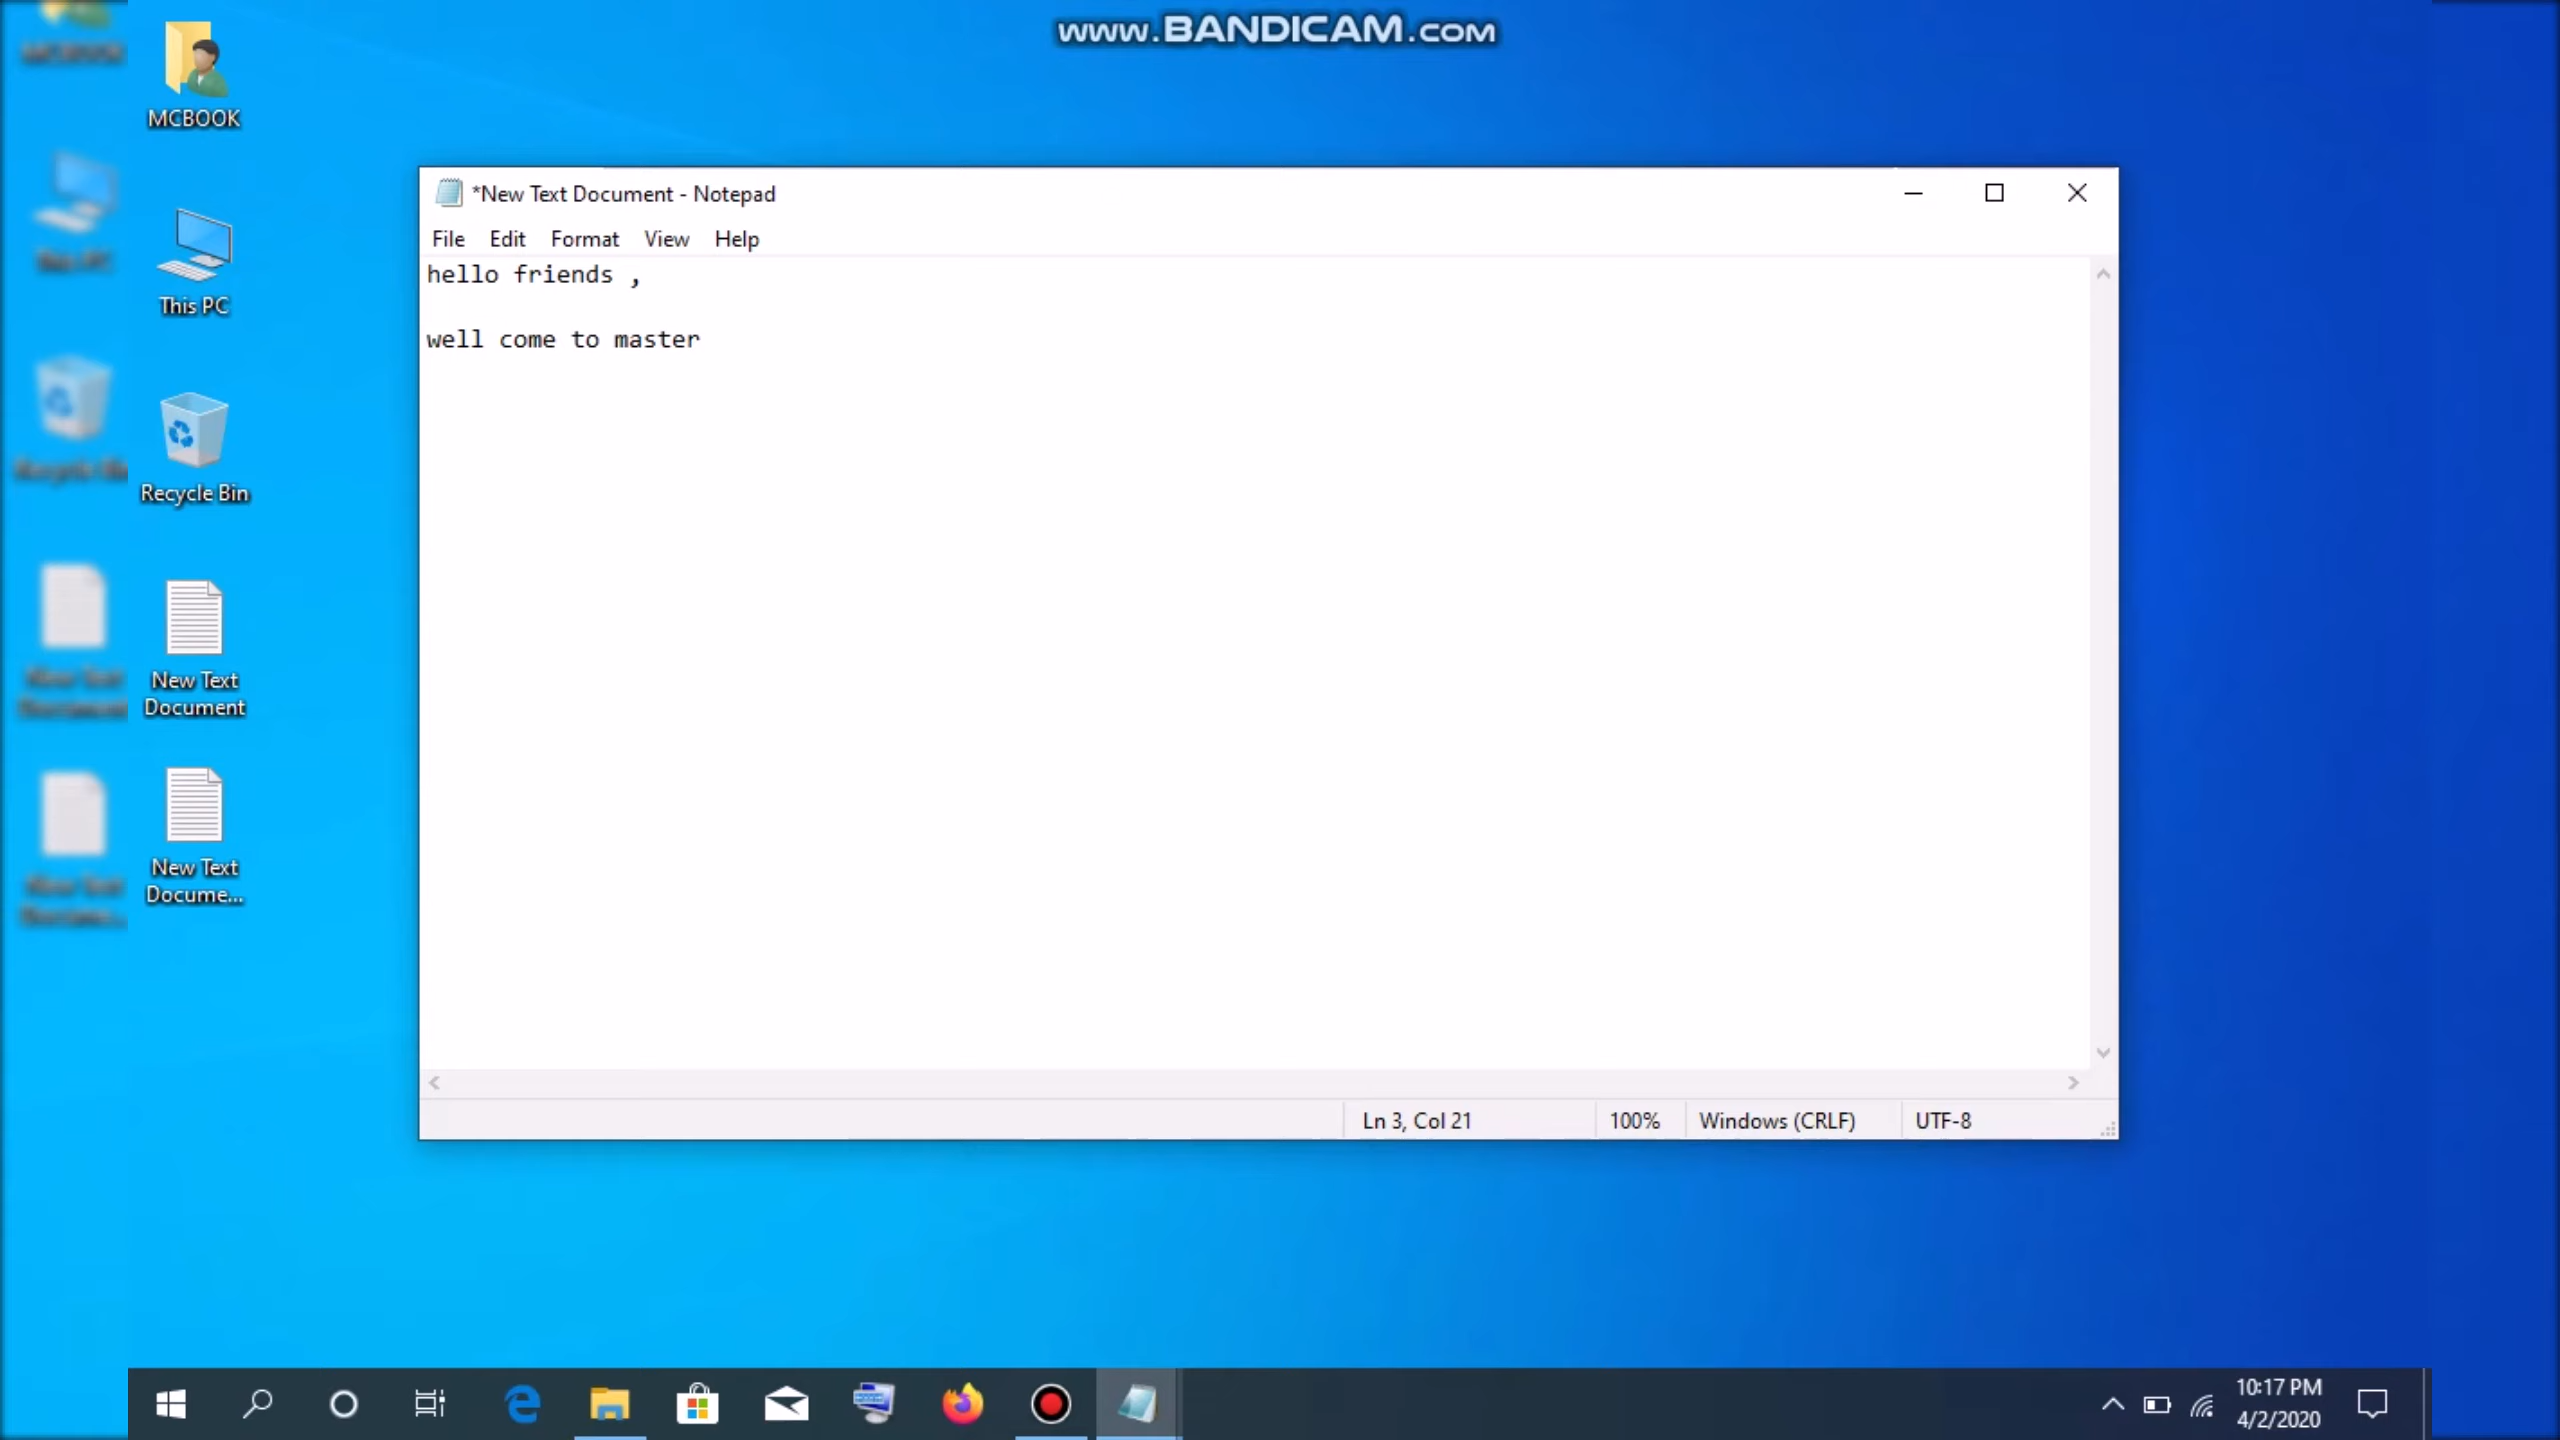 www.BANDICAM.com
MCBOOK
This PC
Recycle Bin
New Text
Document
New Text
Docume...
*New Text Document - Notepad
File Edit Format View Help
hello friends ,
well come to master
Ln 3, Col 21 100% Windows (CRLF) UTF-8
10:17 PM
4/2/2020